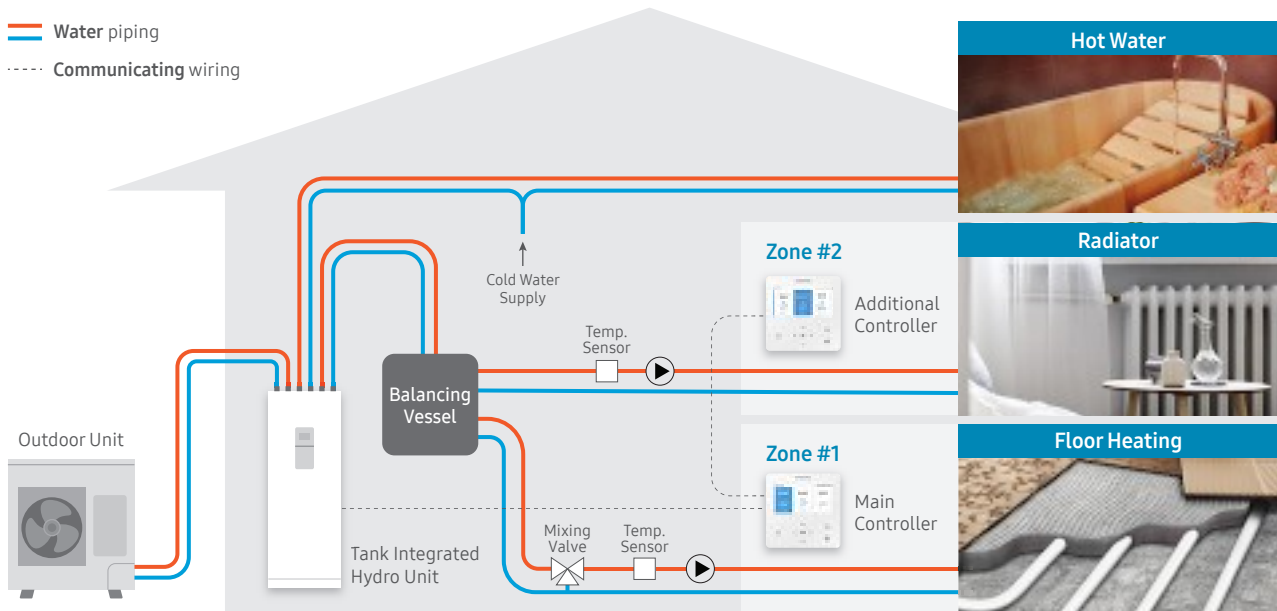 Water piping
Communicating wiring
Hot Water
Cold Water
Supply
Zone #2
Additional
Controller
Radiator
Temp.
Sensor
Balancing
Vessel
Outdoor Unit
Tank Integrated
Hydro Unit
Zone #1
Main
Controller
Floor Heating
Mixing
Valve
Temp.
Sensor